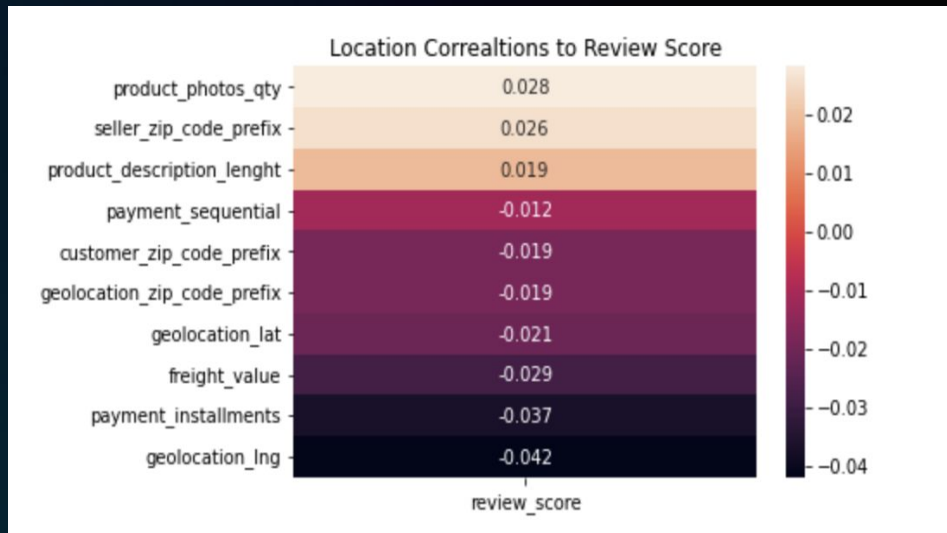 Location Correaltions to Review Score
product_photos_qty
0.028
seller_zip_code_prefix
0.026
product_description_lenght
0.019
payment_sequential
-0.012
customer_zip_code_prefix
-0.019
geolocation_zip_code_prefix
-0.019
geolocation_lat
-0.021
freight_value
-0.029
payment_installments
-0.037
geolocation_lng
-0.042
review_score
0.02
0.01
0.00
−0.01
−0.02
−0.03
−0.04